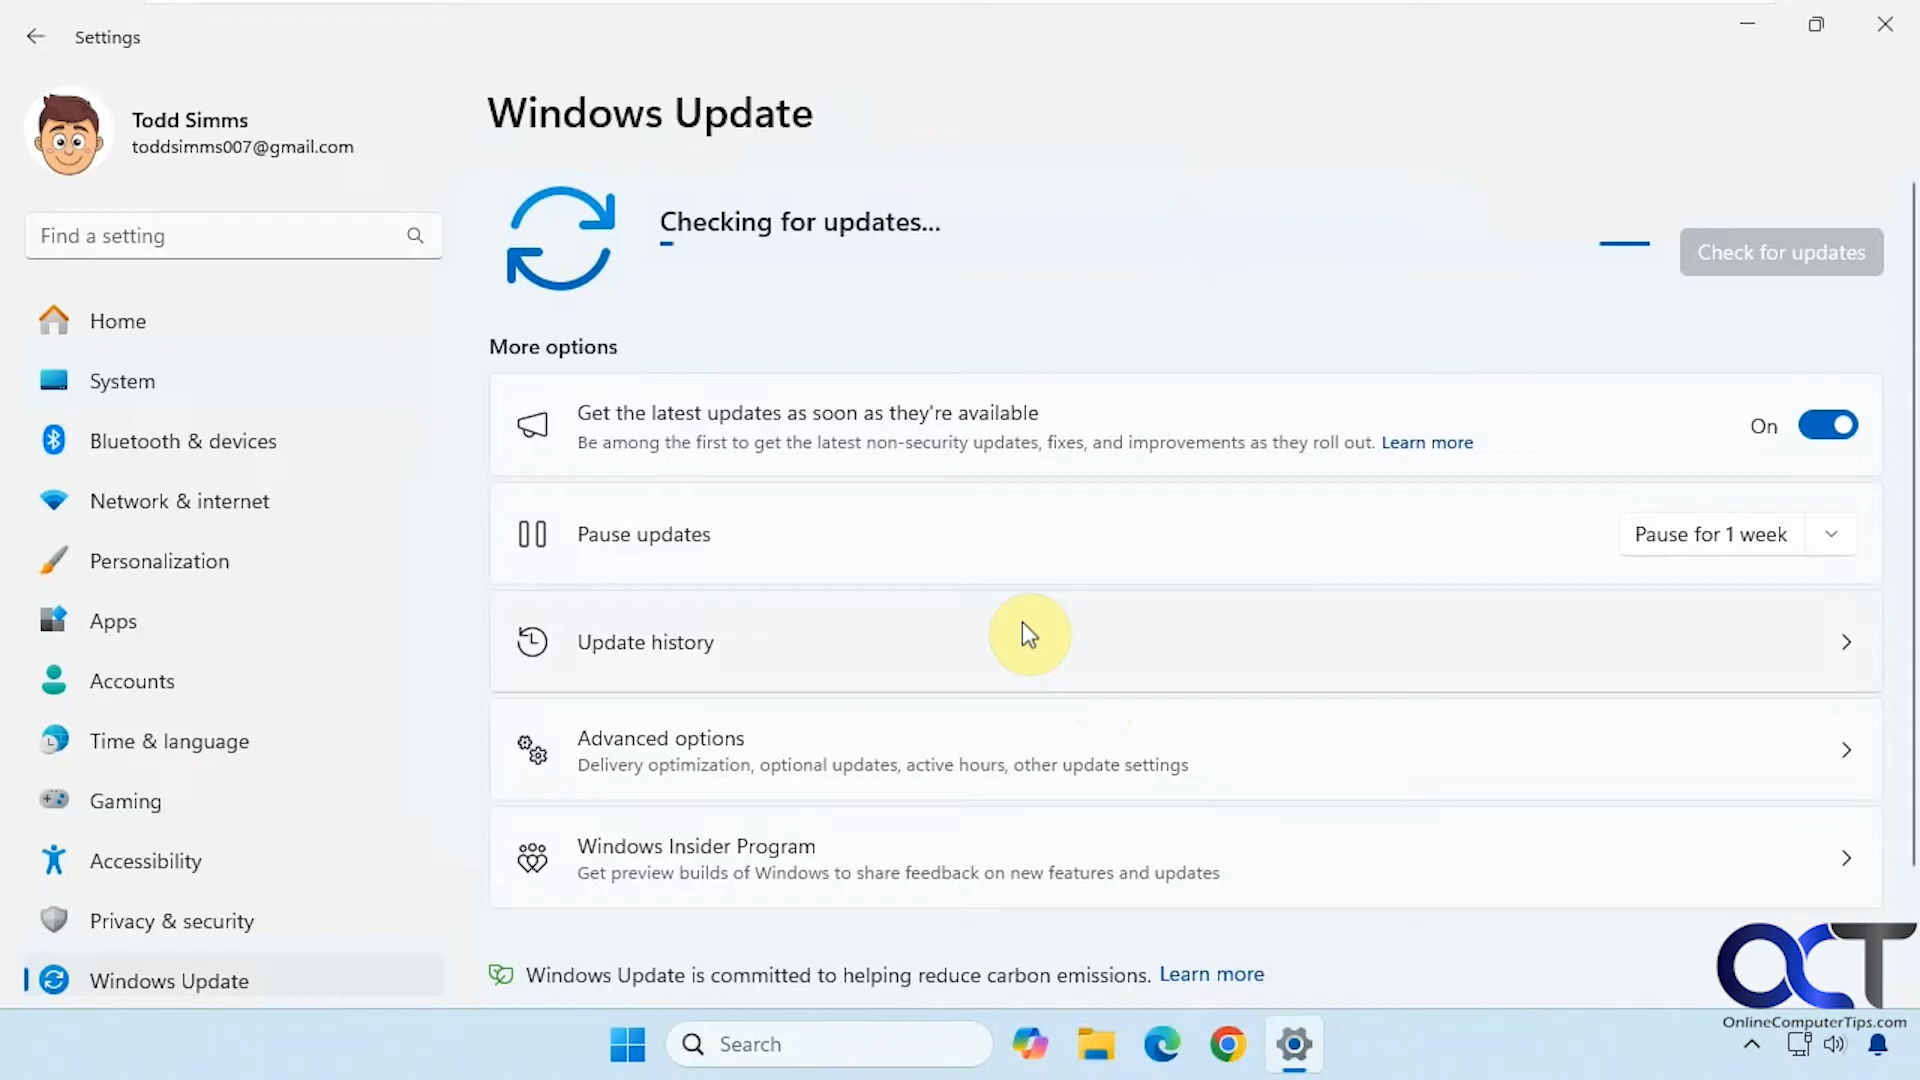 Settings
Todd Simms
toddsimms007@gmail.com
Find a setting
Home
System
Bluetooth & devices
Network & internet
Personalization
Apps
Accounts
Time & language
Gaming
Accessibility
Privacy & security
Windows Update
Windows Update
Checking for updates...
Check for updates
More options
Get the latest updates as soon as they're available
Be among the first to get the latest non-security updates, fixes, and improvements as they roll out. Learn more
On
Pause updates
Pause for 1 week
Update history
Advanced options
Delivery optimization, optional updates, active hours, other update settings
Windows Insider Program
Get preview builds of Windows to share feedback on new features and updates
Windows Update is committed to helping reduce carbon emissions. Learn more
OCT
OnlineComputerTips.com
Search